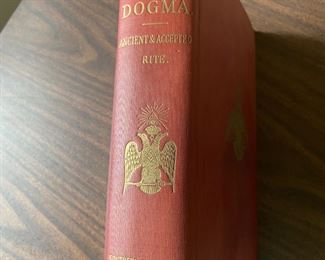 DOGMA.
ANCIENT & ACCEPTED
RITE.